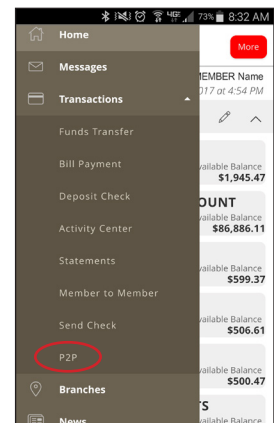 4GE 73% 8:32 AM
Home
More
Messages
MEMBER Name
017 at 4:54 PM
Transactions
Funds Transfer
Bill Payment
vailable Balance
$1,945.47
Deposit Check
OUNT
Activity Center
vailable Balance
$86,886.11
Statements
vailable Balance
$599.37
Member to Member
Send Check
vailable Balance
$506.61
P2P
vailable Balance
$500.47
Branches
TS
News
vailable Balance